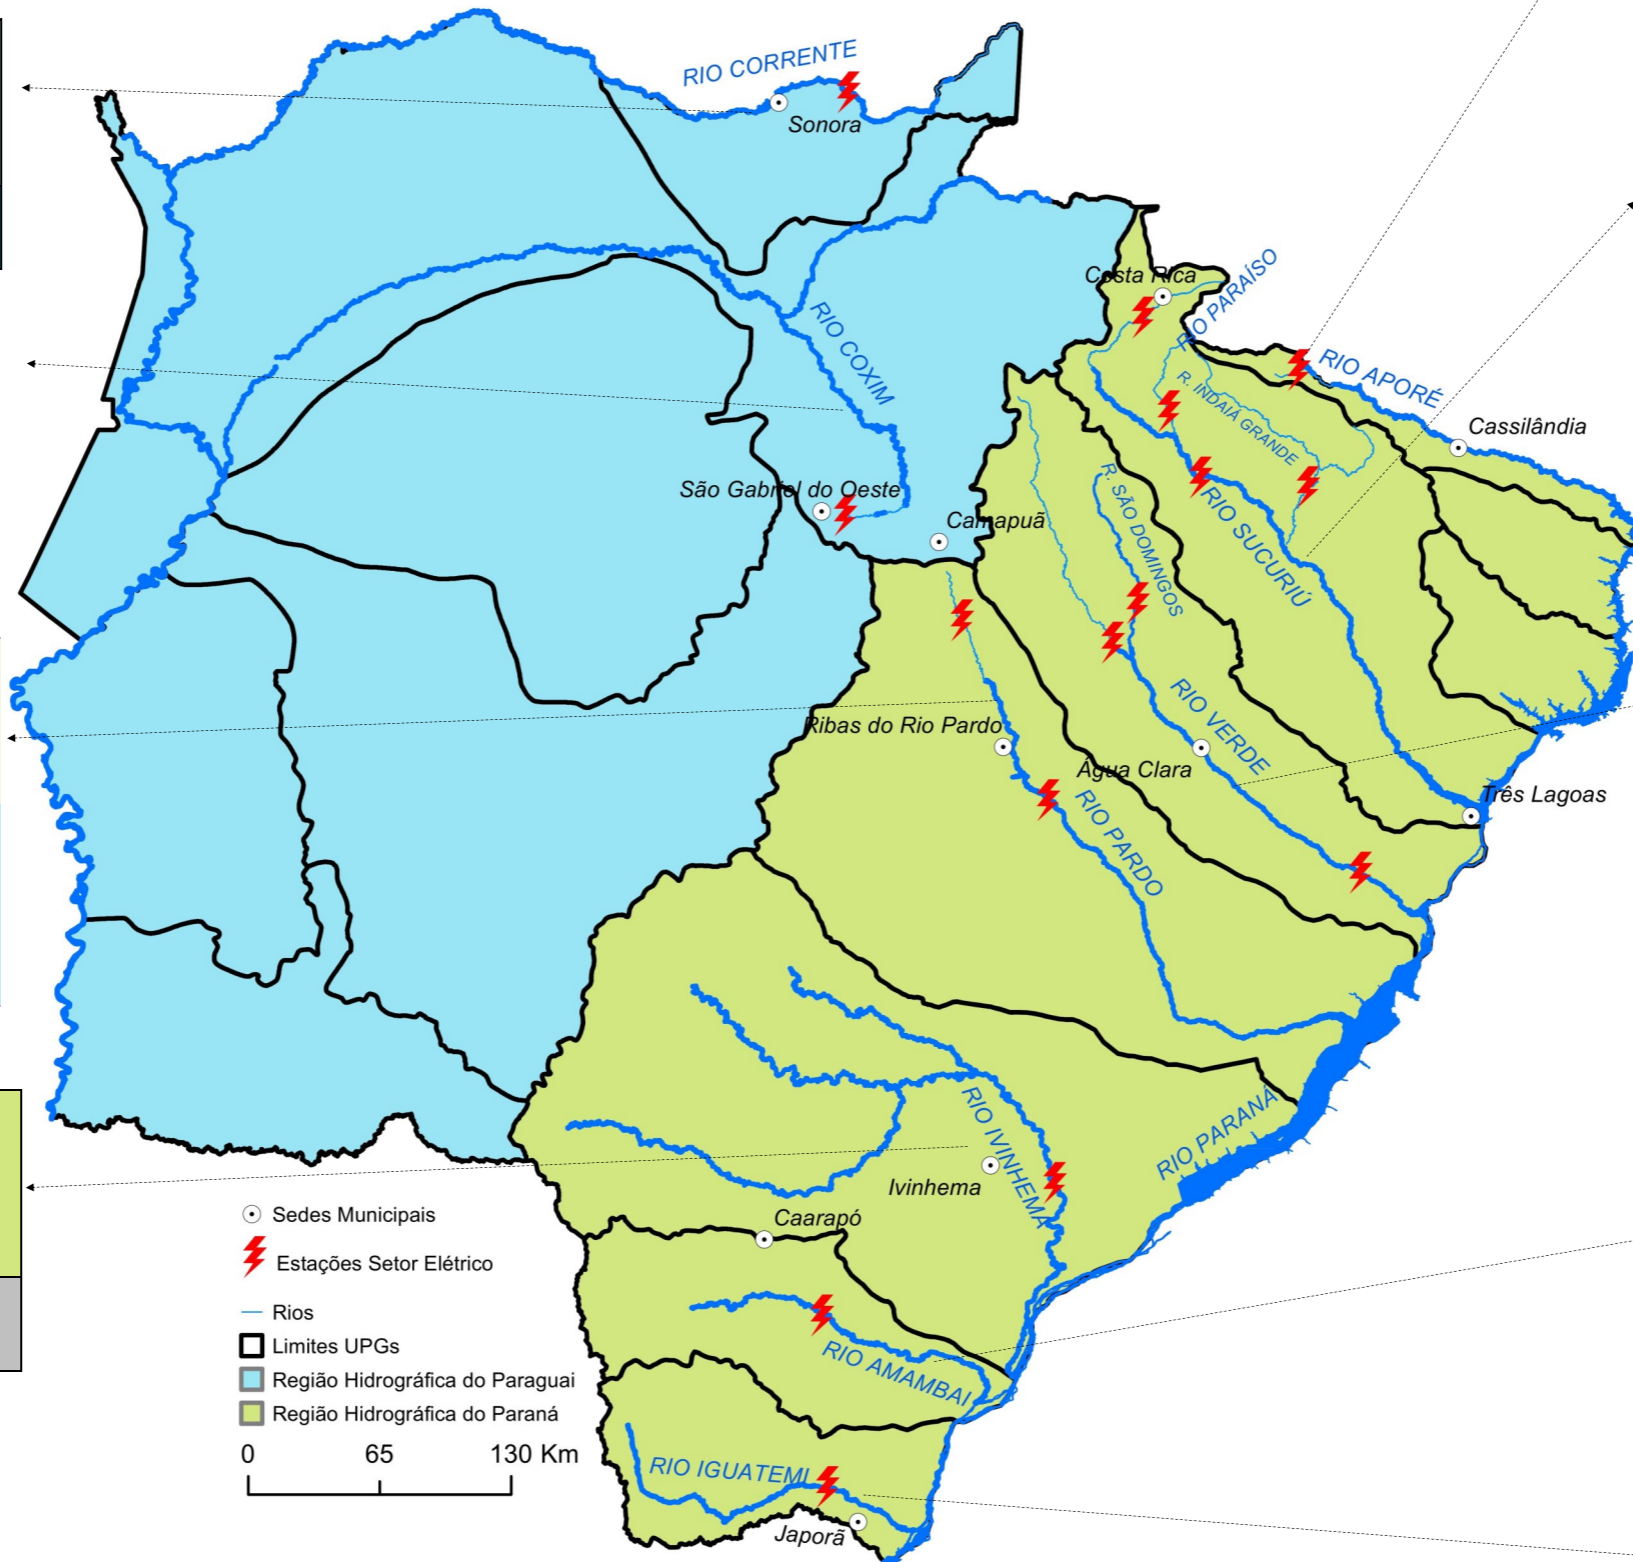 RIO CORRENTE
Sonora
Costa Rica
RIO PARAÍSO
RIO COXIM
RIO APORÉ
R. INDAIÁ GRANDE
Cassilândia
São Gabriel do Oeste
R. SÃO DOMINGOS
RIO SUCURIÚ
Camapuã
RIO VERDE
Ribas do Rio Pardo
Água Clara
RIO PARDO
Três Lagoas
RIO IVINHEMA
RIO PARANÁ
Ivinhema
Caarapó
RIO AMAMBAI
RIO IGUATEMI
Japorã
Sedes Municipais
Estações Setor Elétrico
Rios
Limites UPGs
Região Hidrográfica do Paraguai
Região Hidrográfica do Paraná
0 65 130 Km